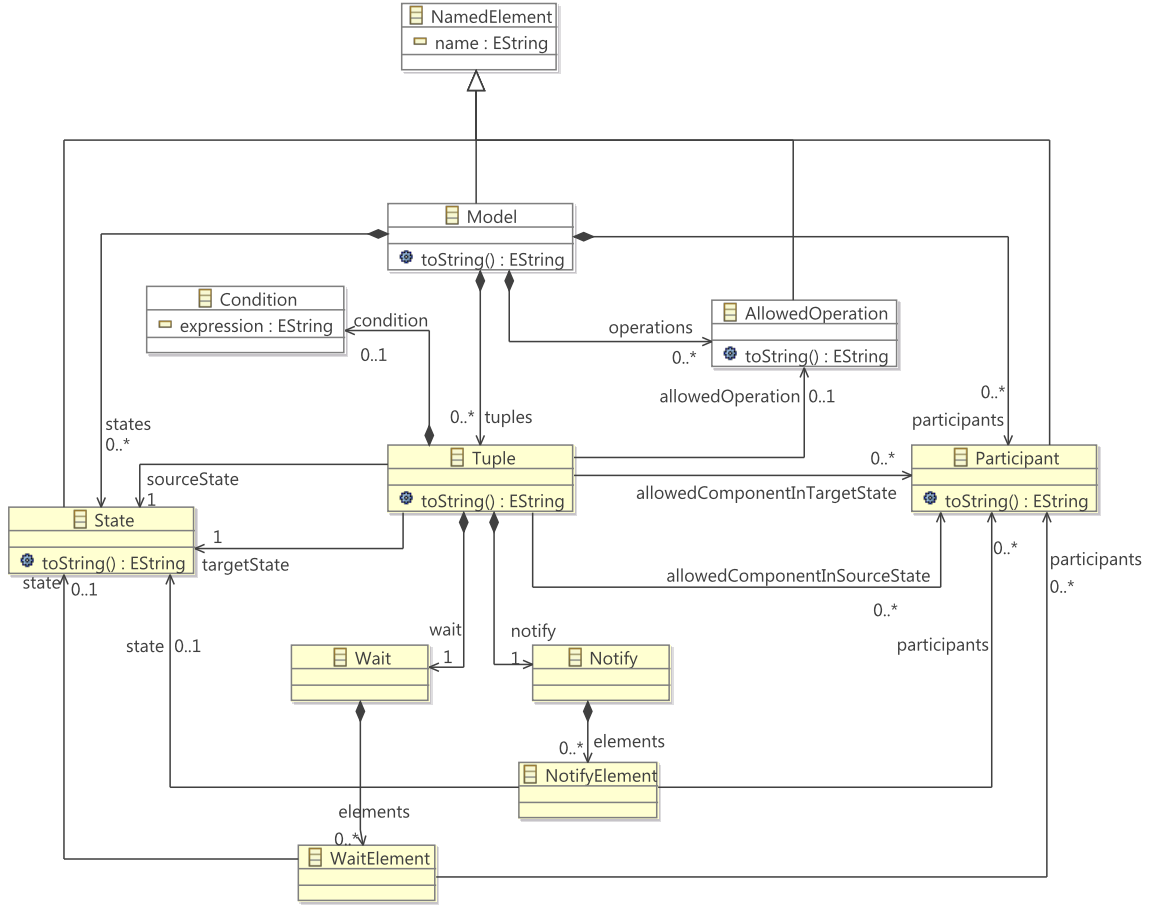 NamedElement
name : EString
Model
toString() : EString
Condition
expression : EString
condition
0..1
operations
0..*
AllowedOperation
toString() : EString
allowedOperation
0..1
0..*
participants
states
0..*
0..*
tuples
Tuple
toString() : EString
sourceState
1
0..*
allowedComponentInTargetState
Participant
toString() : EString
State
toString() : EString
1
targetState
state
0..1
allowedComponentInSourceState
0..*
0..*
participants
participants
0..*
state
0..1
wait
1
notify
1
Wait
Notify
0..*
elements
NotifyElement
elements
0..*
WaitElement